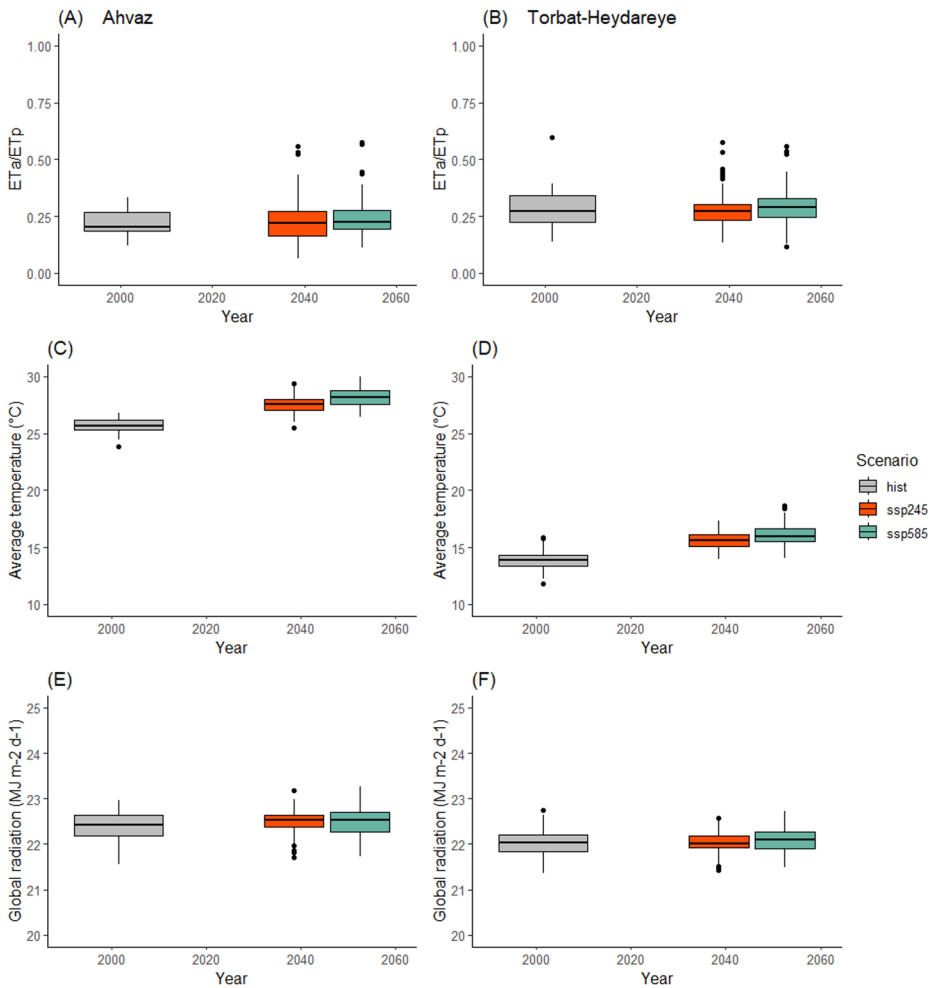 (A) Ahvaz
(B) Torbat-Heydareye
ETa/ETp
1.00
0.75
0.50
0.25
0.00
2000 2020 2040 2060
Year
ETa/ETp
1.00
0.75
0.50
0.25
0.00
2000 2020 2040 2060
Year
(C)
(D)
Average temperature (°C)
30
25
20
15
10
2000 2020 2040 2060
Year
Average temperature (°C)
30
25
20
15
10
2000 2020 2040 2060
Year
Scenario
hist
ssp245
ssp585
(E)
(F)
Global radiation (MJ m-2 d-1)
25
24
23
22
21
20
2000 2020 2040 2060
Year
Global radiation (MJ m-2 d-1)
25
24
23
22
21
20
2000 2020 2040 2060
Year